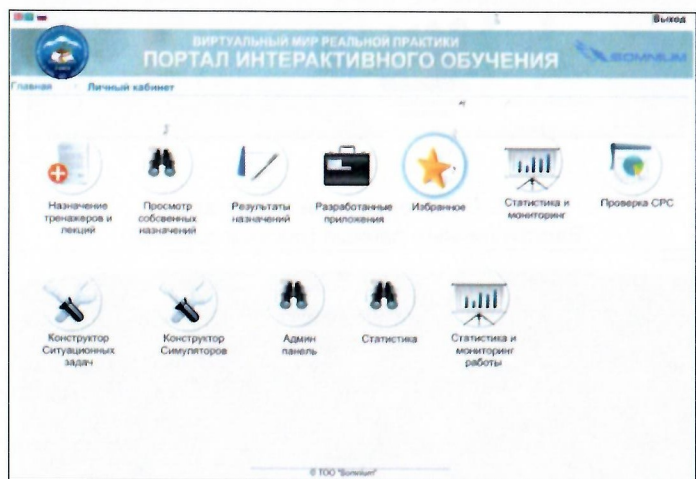 Выход
ВИРТУАЛЬНЫЙ МИР РЕАЛЬНОЙ ПРАКТИКИ
ПОРТАЛ ИНТЕРАКТИВНОГО ОБУЧЕНИЯ
SOMNIUM
Главная Личный кабинет
Назначение
тренажеров и
лекций
Просмотр
собсвенных
назначений
Результаты
назначений
Разработанные
приложения
Избранное
Статистика и
мониторинг
Проверка СРС
Конструктор
Ситуационных
задач
Конструктор
Симуляторов
Админ
панель
Статистика
Статистика и
мониторинг
работы
© ТОО "Somnium"